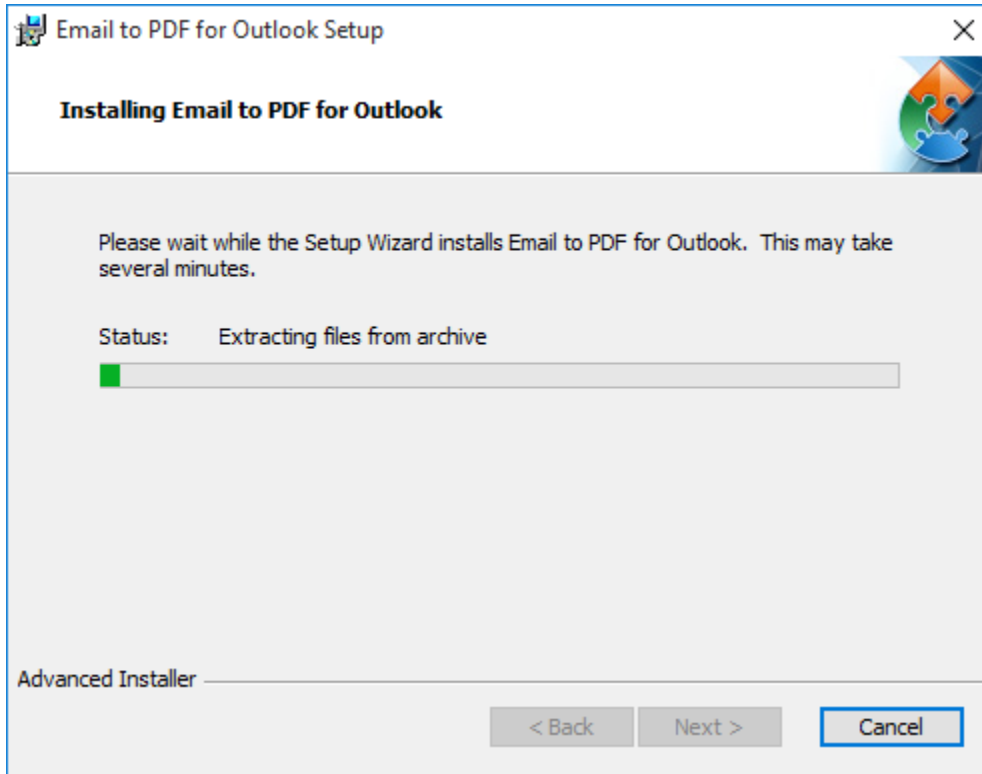 Email to PDF for Outlook Setup
Installing Email to PDF for Outlook
Please wait while the Setup Wizard installs Email to PDF for Outlook.  This may take
several minutes.
Status: Extracting files from archive
Advanced Installer
< Back Next > Cancel